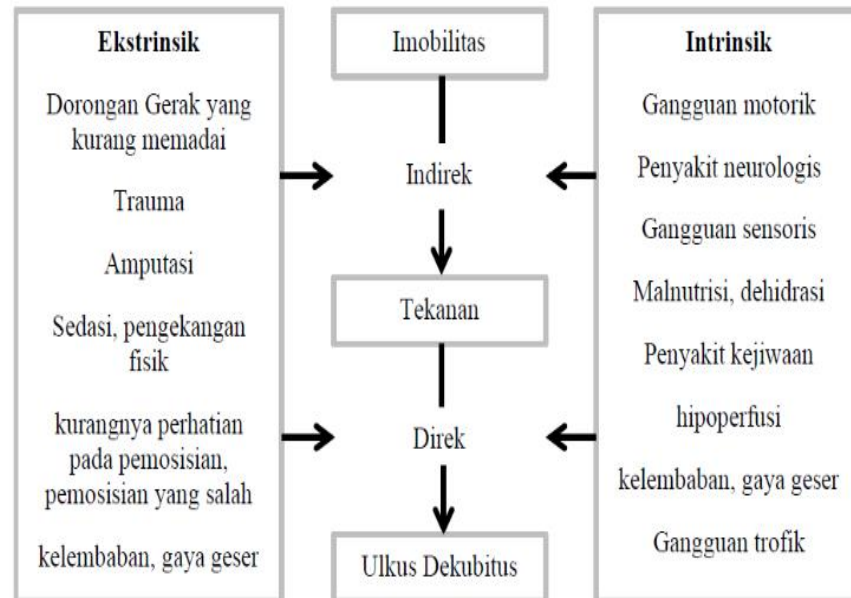 Ekstrinsik
Dorongan Gerak yang
kurang memadai
Trauma
Amputasi
Sedasi, pengekangan
fisik
kurangnya perhatian
pada pemosisian,
pemosisian yang salah
kelembaban, gaya geser
Imobilitas
Indirek
Tekanan
Direk
Ulkus Dekubitus
Intrinsik
Gangguan motorik
Penyakit neurologis
Gangguan sensoris
Malnutrisi, dehidrasi
Penyakit kejiwaan
hipoperfusi
kelembaban, gaya geser
Gangguan trofik